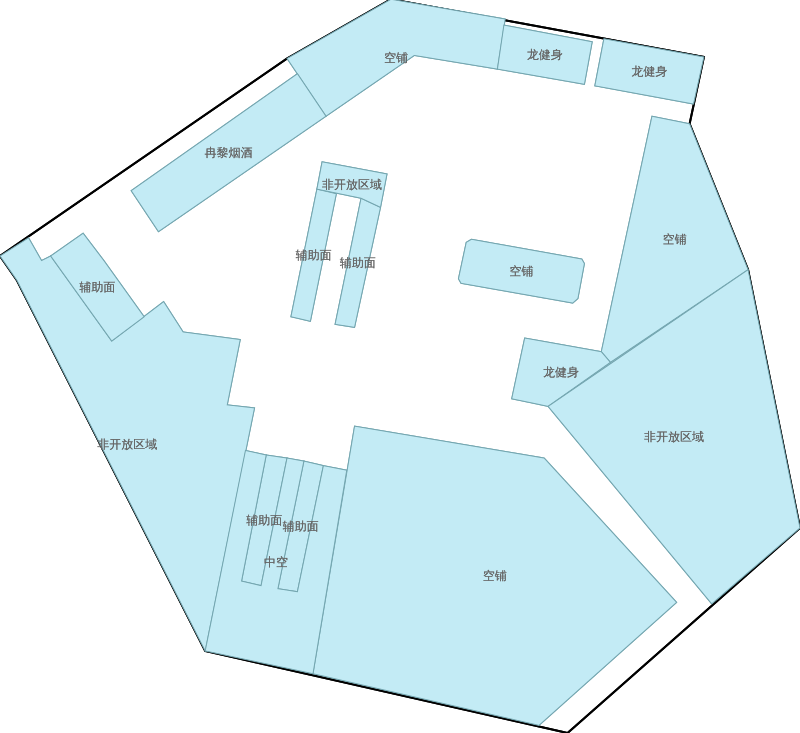 空铺
龙健身
龙健身
冉黎烟酒
非开放区域
空铺
辅助面
辅助面
空铺
辅助面
龙健身
非开放区域
非开放区域
辅助面
辅助面
中空
空铺